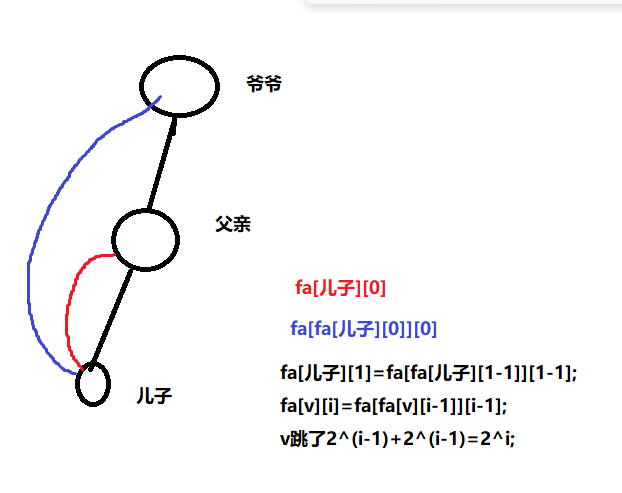 爷爷
父亲
fa[儿子][0]
fa[fa[儿子][0]][0]
fa[儿子][1]=fa[fa[儿子][1-1]][1-1];
儿子
fa[v][i]=fa[fa[v][i-1]][i-1];
v跳了2^(i-1)+2^(i-1)=2^i;